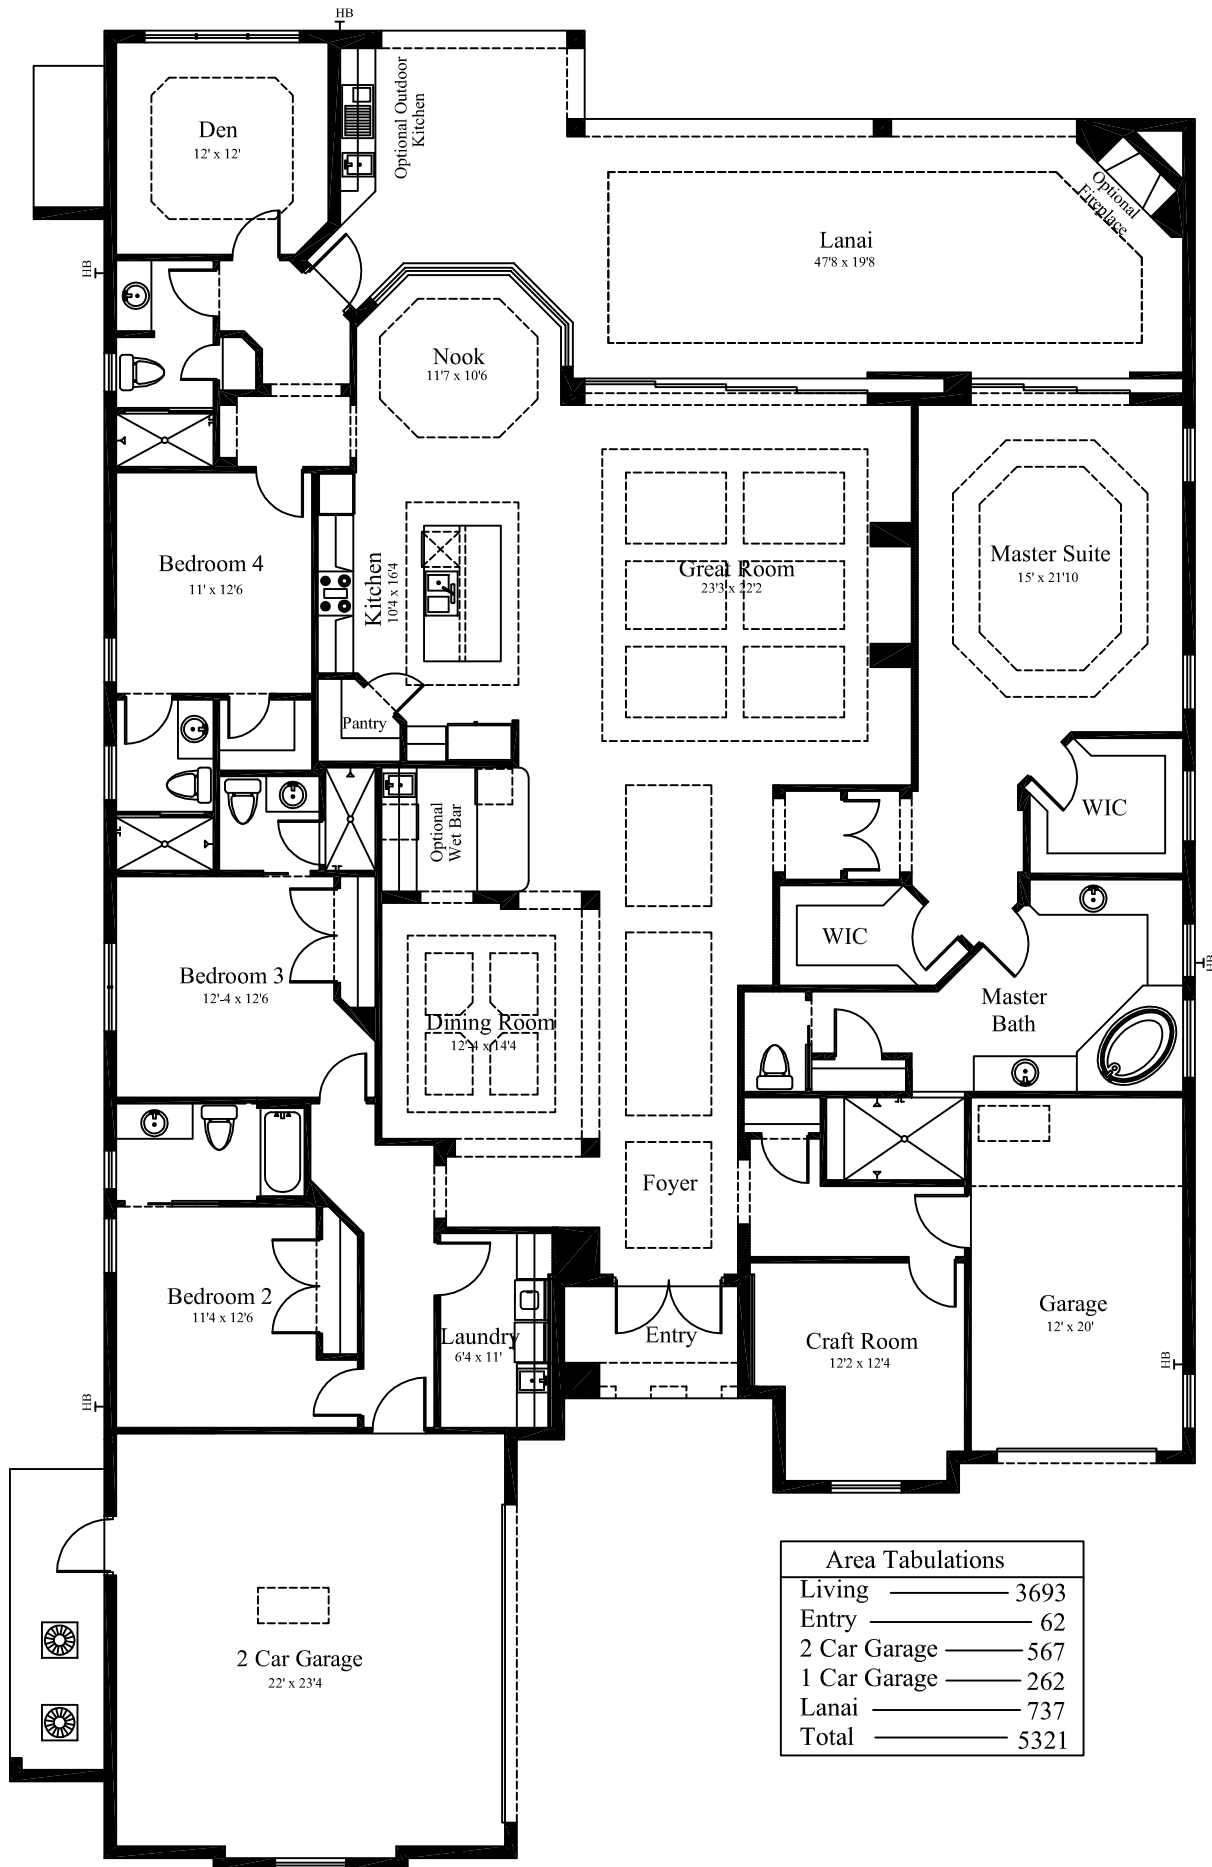 HB
Den
12' x 12'
Optional Outdoor
Kitchen
Optional
Fireplace
Lanai
47'8 x 19'8
HB
Nook
11'7 x 10'6
Bedroom 4
11' x 12'6
Kitchen
10'4 x 16'4
Great Room
23'3 x 22'2
Master Suite
15' x 21'10
Pantry
WIC
Optional
Wet Bar
WIC
HB
Bedroom 3
12'-4 x 12'6
Dining Room
12'-4 x 14'4
Master
Bath
Foyer
Bedroom 2
11'4 x 12'6
Laundry
6'4 x 11'
Entry
Craft Room
12'2 x 12'4
Garage
12' x 20'
HB
HB
2 Car Garage
22' x 23'4
Area Tabulations
Living 3693
Entry 62
2 Car Garage 567
1 Car Garage 262
Lanai 737
Total 5321